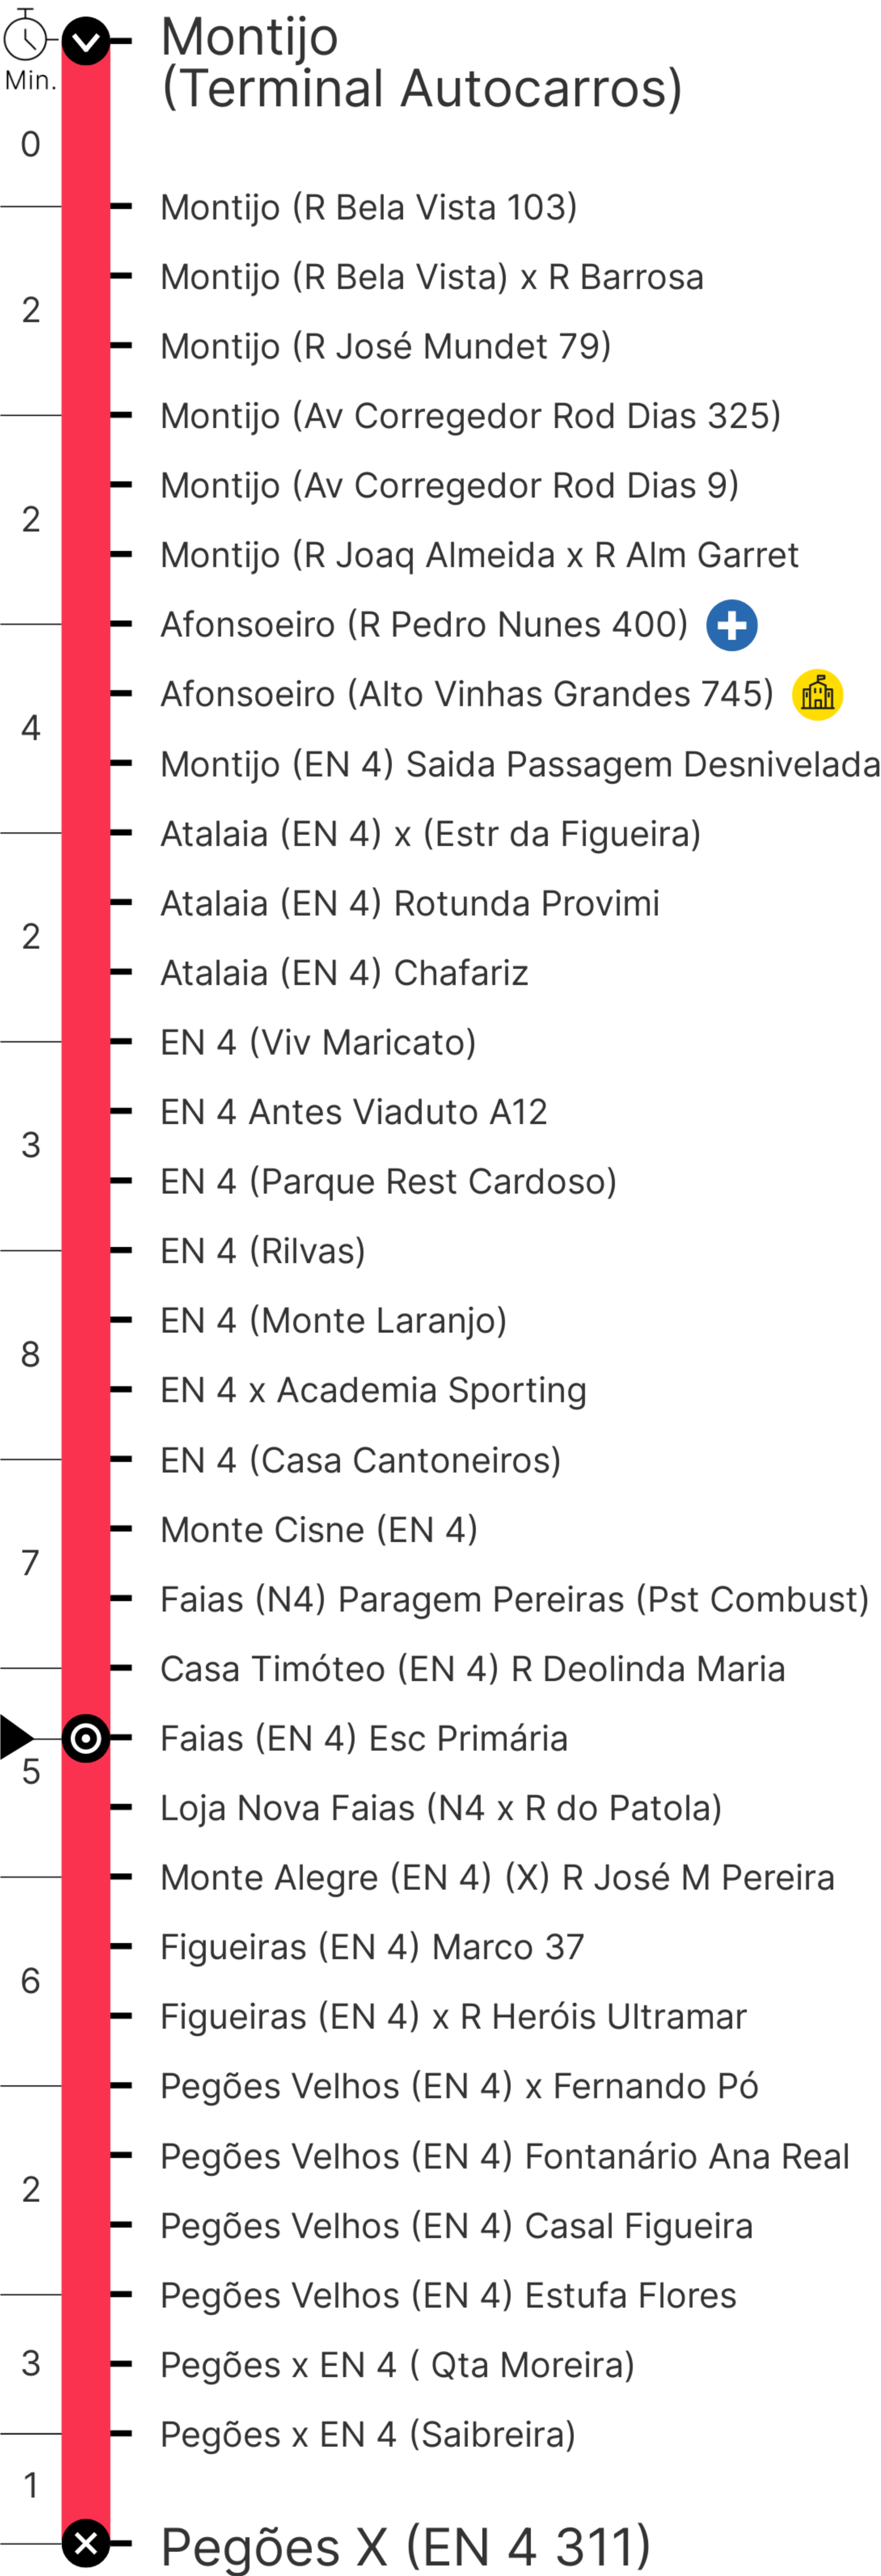 Montijo
(Terminal Autocarros)
Min.
0
Montijo (R Bela Vista 103)
Montijo (R Bela Vista) x R Barrosa
2
Montijo (R José Mundet 79)
Montijo (Av Corregedor Rod Dias 325)
Montijo (Av Corregedor Rod Dias 9)
2
Montijo (R Joaq Almeida x R Alm Garret
Afonsoeiro (R Pedro Nunes 400)
Afonsoeiro (Alto Vinhas Grandes 745)
4
Montijo (EN 4) Saida Passagem Desnivelada
Atalaia (EN 4) x (Estr da Figueira)
Atalaia (EN 4) Rotunda Provimi
2
Atalaia (EN 4) Chafariz
EN 4 (Viv Maricato)
EN 4 Antes Viaduto A12
3
EN 4 (Parque Rest Cardoso)
EN 4 (Rilvas)
EN 4 (Monte Laranjo)
8
EN 4 x Academia Sporting
EN 4 (Casa Cantoneiros)
Monte Cisne (EN 4)
7
Faias (N4) Paragem Pereiras (Pst Combust)
Casa Timóteo (EN 4) R Deolinda Maria
Faias (EN 4) Esc Primária
5
Loja Nova Faias (N4 x R do Patola)
Monte Alegre (EN 4) (X) R José M Pereira
Figueiras (EN 4) Marco 37
6
Figueiras (EN 4) x R Heróis Ultramar
Pegões Velhos (EN 4) x Fernando Pó
Pegões Velhos (EN 4) Fontanário Ana Real
2
Pegões Velhos (EN 4) Casal Figueira
Pegões Velhos (EN 4) Estufa Flores
3
Pegões x EN 4 ( Qta Moreira)
Pegões x EN 4 (Saibreira)
1
Pegões X (EN 4 311)